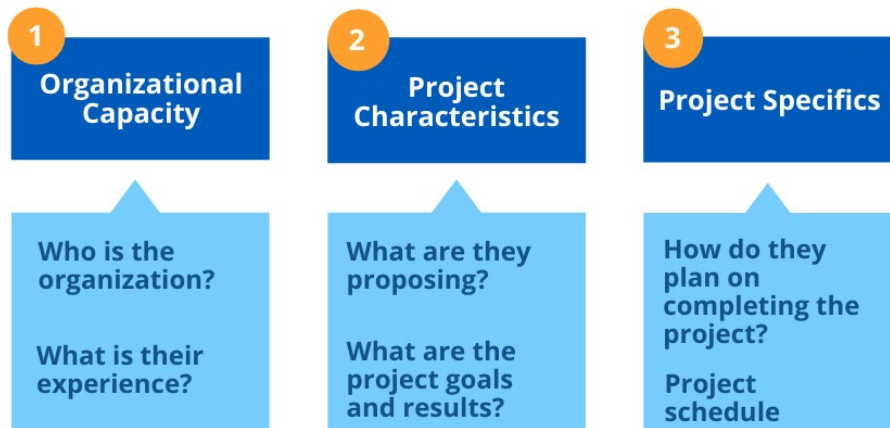 1
Organizational
Capacity
Who is the
organization?
What is their
experience?
2
Project
Characteristics
What are they
proposing?
What are the
project goals
and results?
3
Project Specifics
How do they
plan on
completing the
project?
Project
schedule